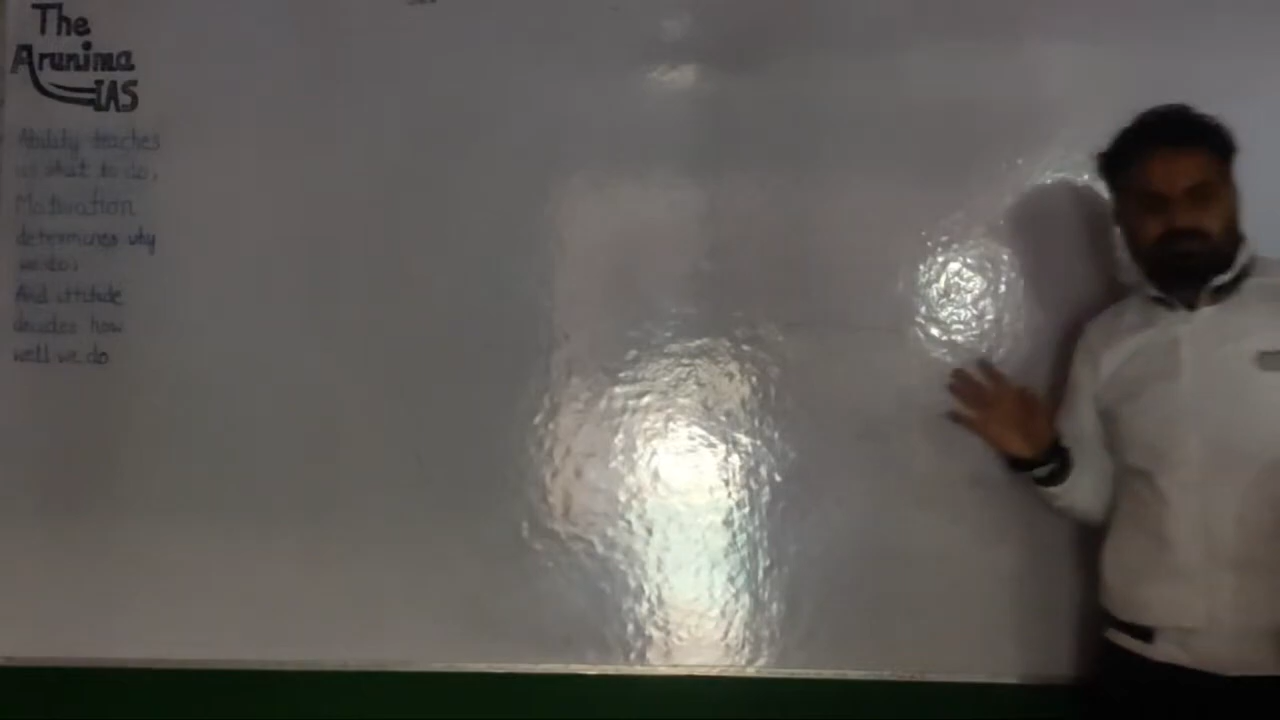 The
Arunima
IAS
Ability teaches
us what to do,
Motivation
determines why
we do,
And attitude
decides how
well we do